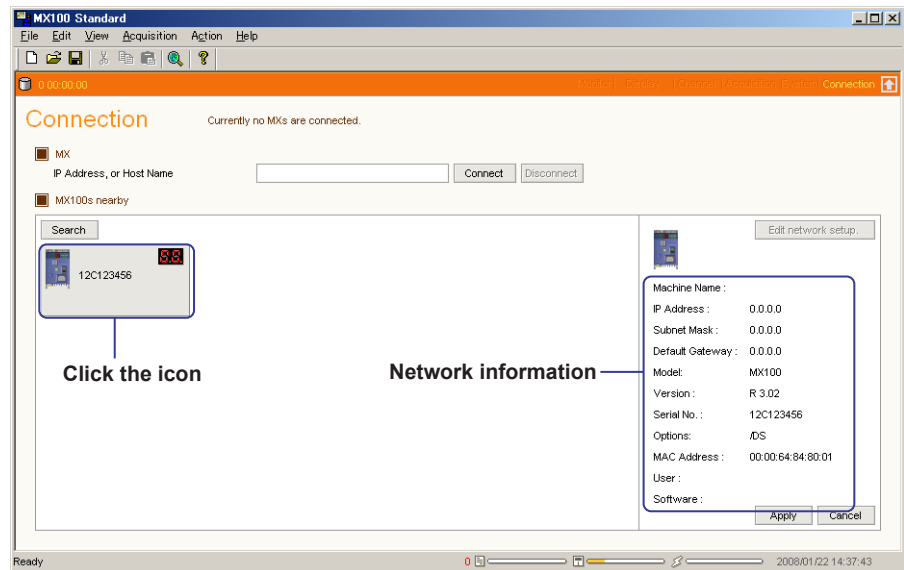 MX100 Standard
File Edit View Acquisition Action Help
0 00:00:00 Monitor Display Channel Acquisition System Connection
Connection Currently no MXs are connected.
MX
IP Address, or Host Name Connect Disconnect
MX100s nearby
Search Edit network setup.
12C123456 88
Machine Name :
IP Address : 0.0.0.0
Subnet Mask : 0.0.0.0
Default Gateway : 0.0.0.0
Click the icon Network information
Model: MX100
Version : R 3.02
Serial No. : 12C123456
Options: /DS
MAC Address : 00:00:64:84:80:01
User :
Software :
Apply Cancel
Ready 0 2008/01/22 14:37:43